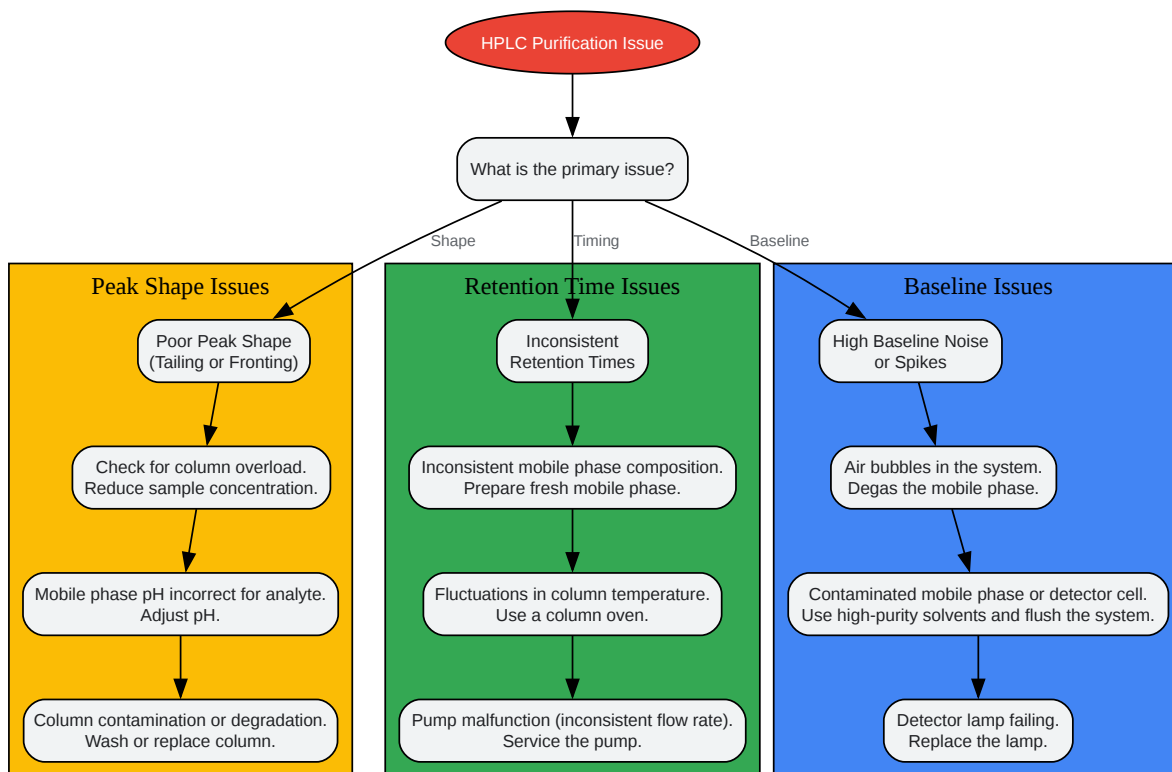 HPLC Purification Issue
What is the primary issue?
Shape
Timing
Baseline
Peak Shape Issues
Poor Peak Shape
(Tailing or Fronting)
Check for column overload.
Reduce sample concentration.
Mobile phase pH incorrect for analyte.
Adjust pH.
Column contamination or degradation.
Wash or replace column.
Retention Time Issues
Inconsistent
Retention Times
Inconsistent mobile phase composition.
Prepare fresh mobile phase.
Fluctuations in column temperature.
Use a column oven.
Pump malfunction (inconsistent flow rate).
Service the pump.
Baseline Issues
High Baseline Noise
or Spikes
Air bubbles in the system.
Degas the mobile phase.
Contaminated mobile phase or detector cell.
Use high-purity solvents and flush the system.
Detector lamp failing.
Replace the lamp.